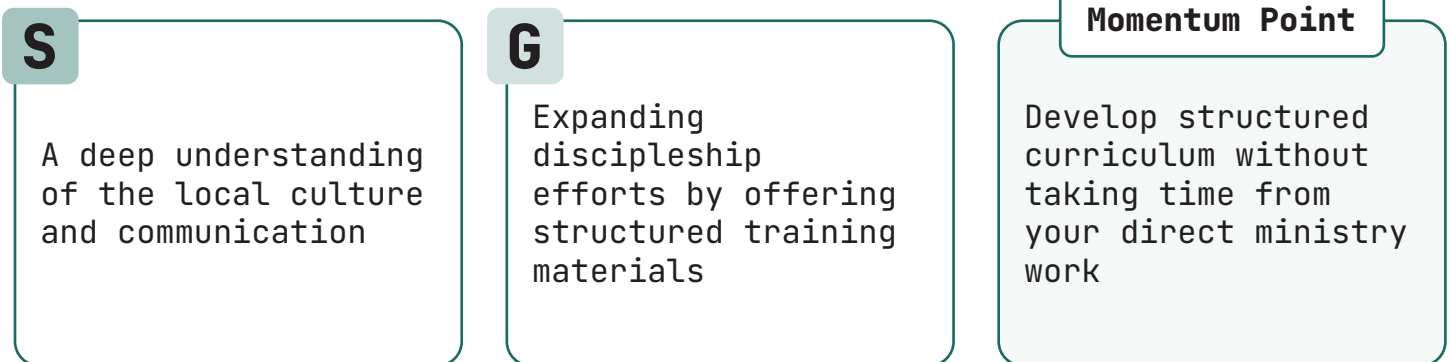 S
A deep understanding
of the local culture
and communication
G
Expanding
discipleship
efforts by offering
structured training
materials
Momentum Point
Develop structured
curriculum without
taking time from
your direct ministry
work